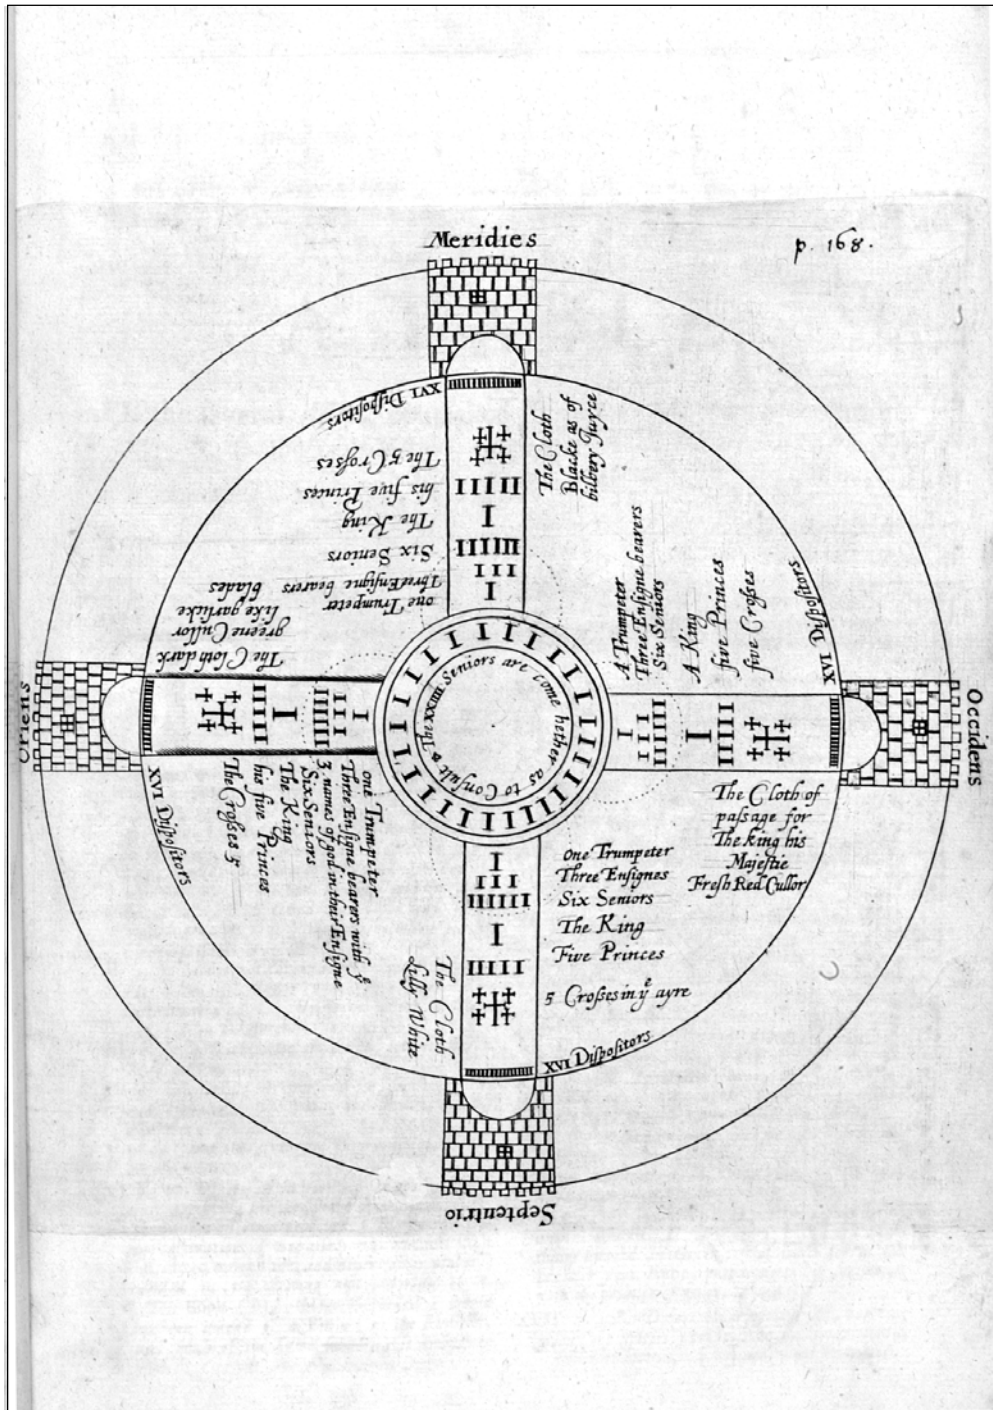 Meridies
p. 168.
XVI Dispositors
The 5 Crosses
his five Princes
The King
Six Seniors
Three Ensigne bearers
one Trumpeter
The Cloth
Blacke as of
bilbery Juyce
The Cloth dark
greene Cullor
like garlicke
blades
A Trumpeter
Three Ensigne bearers
Six Seniors
A King
five Princes
five Crosses
XVI Dispositors
Oriens
Occidens
The XXIIII Seniors are come hether as to Consult
XVI Dispositors
one Trumpeter
Three Ensigne bearers with yͤ
3 names of god in their Ensigne
Six Seniors
The King
his five Princes
The Crosses 5
The Cloth of
passage for
The king his
Majestie
Fresh Red Cullor
One Trumpeter
Three Ensignes
Six Seniors
The King
Five Princes
5 Crosses in yͤ ayre
XVI Dispositors
The Cloth
Lilly White
Septentrio